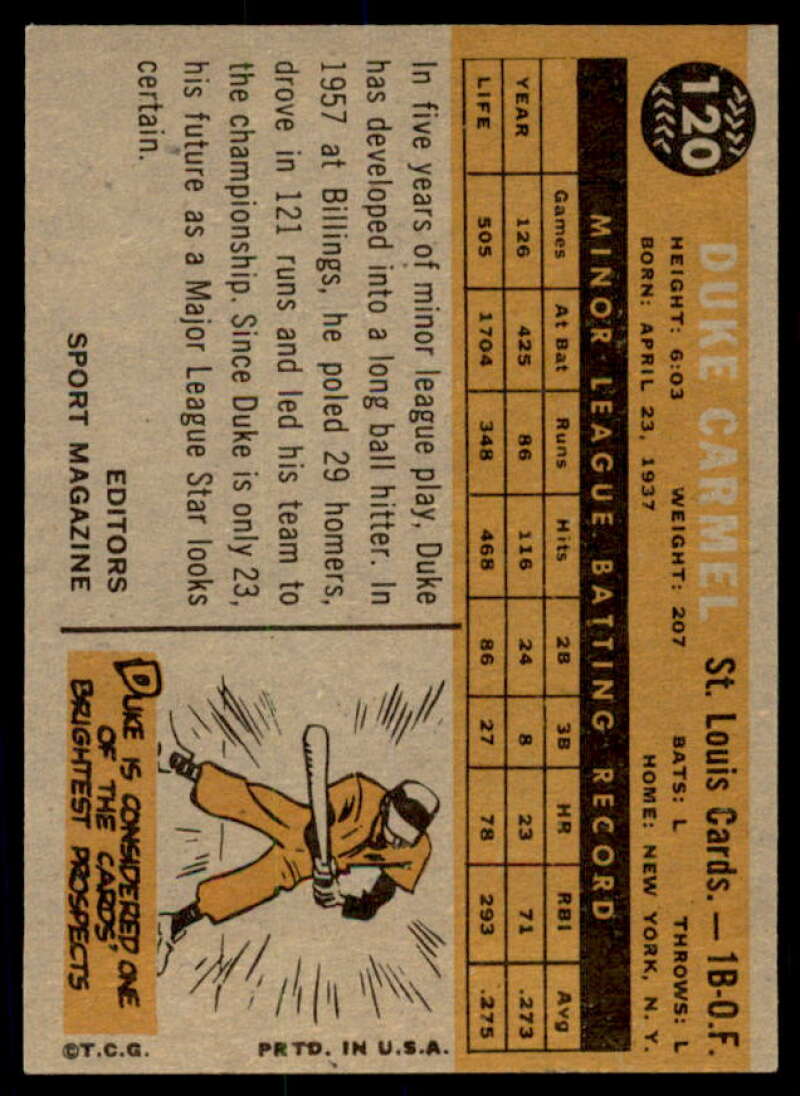 120
DUKE CARMEL St. Louis Cards. — 1B-O.F.
HEIGHT: 6:03 WEIGHT: 207 BATS: L THROWS: L
BORN: APRIL 23, 1937 HOME: NEW YORK, N. Y.
MINOR LEAGUE BATTING RECORD
Games At Bat Runs Hits 2B 3B HR RBI Avg
YEAR 126 425 86 116 24 8 23 71 .273
LIFE 505 1704 348 468 86 27 78 293 .275
In five years of minor league play, Duke
has developed into a long ball hitter. In
1957 at Billings, he poled 29 homers,
drove in 121 runs and led his team to
the championship. Since Duke is only 23,
his future as a Major League Star looks
certain.
EDITORS
SPORT MAGAZINE
DUKE IS CONSIDERED ONE
OF THE CARDS'
BRIGHTEST PROSPECTS
©T.C.G. PRTD. IN U.S.A.